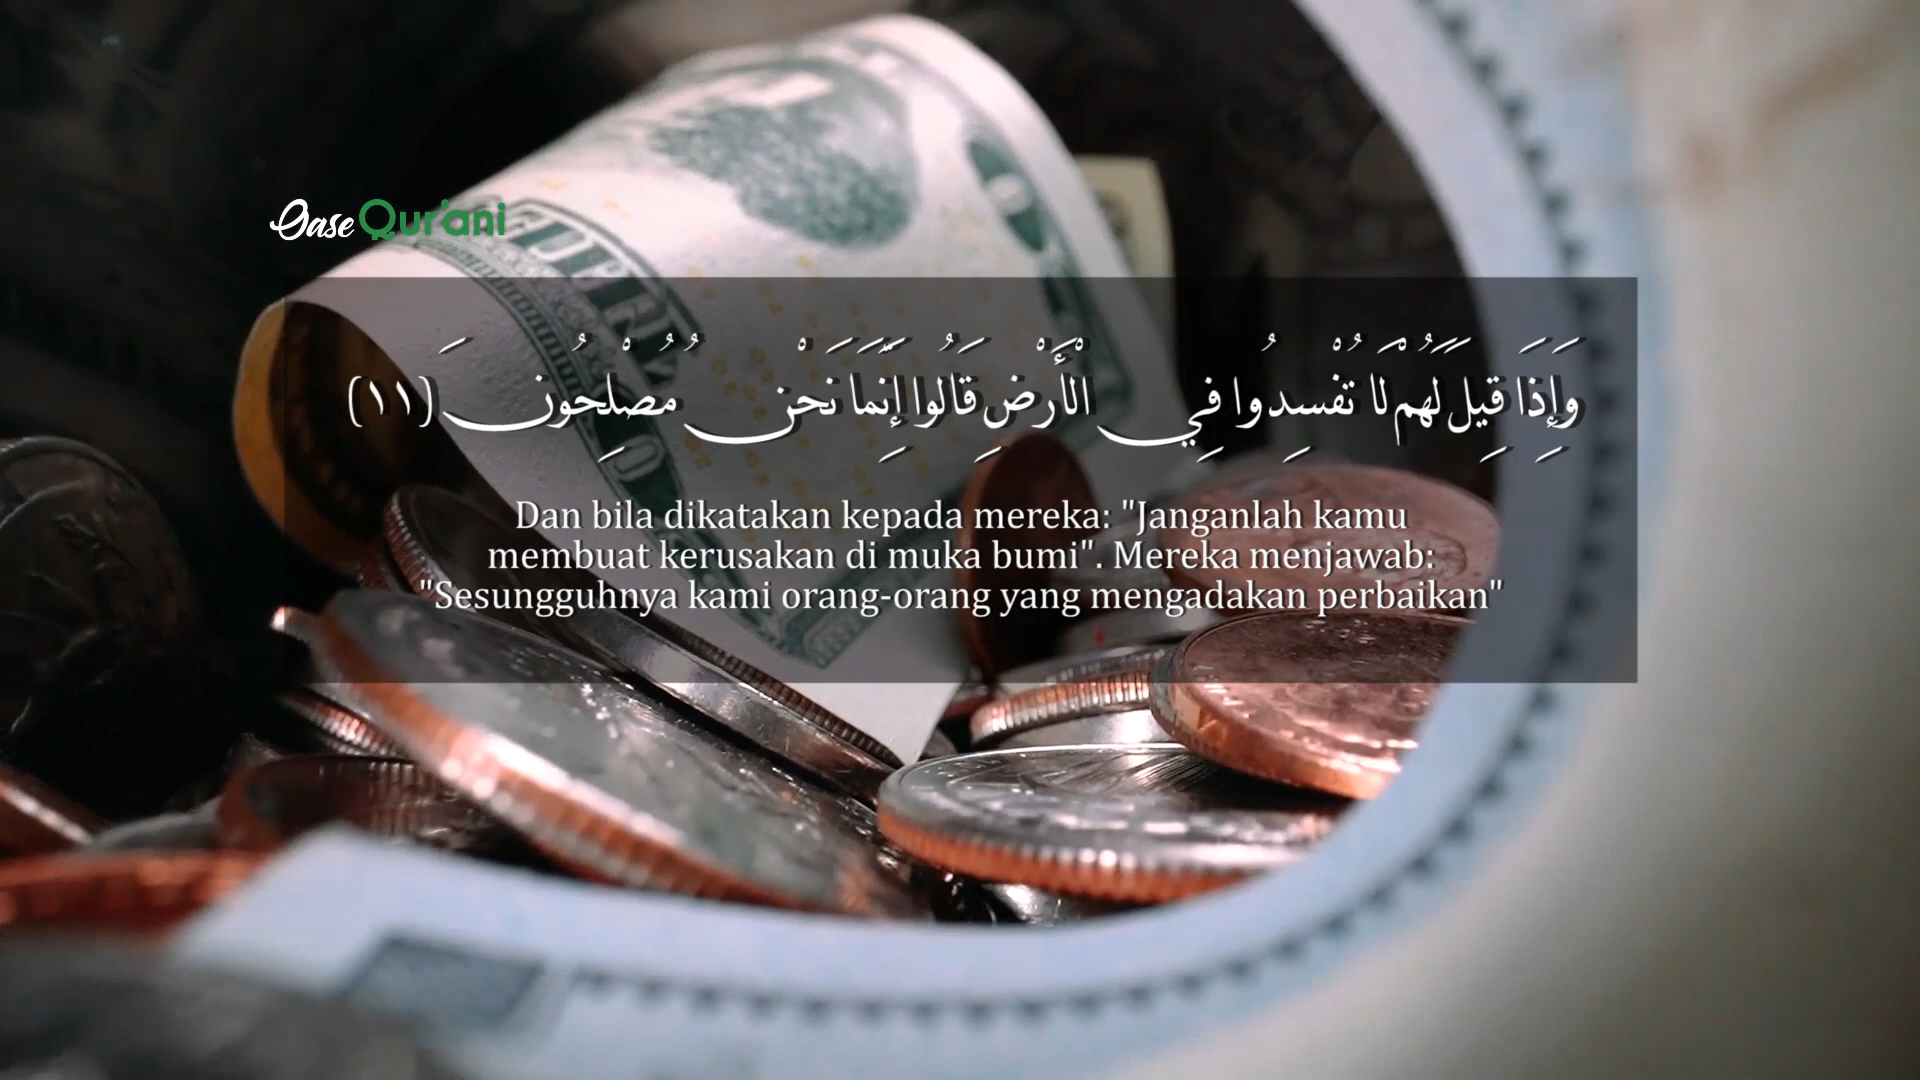 Oase Qur'ani
وَإِذَا قِيلَ لَهُمْ لَا تُفْسِدُوا فِي الْأَرْضِ قَالُوا إِنَّمَا نَحْنُ مُصْلِحُونَ (١١)
Dan bila dikatakan kepada mereka: "Janganlah kamu
membuat kerusakan di muka bumi". Mereka menjawab:
"Sesungguhnya kami orang-orang yang mengadakan perbaikan"